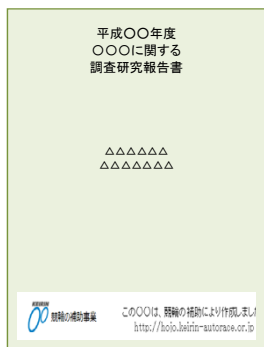 平成〇〇年度
〇〇〇に関する
調査研究報告書
△△△△△△
△△△△△△△
競輪の補助事業
この〇〇は、競輪の補助により作成しました
http://hojo.keirin-autorace.or.jp